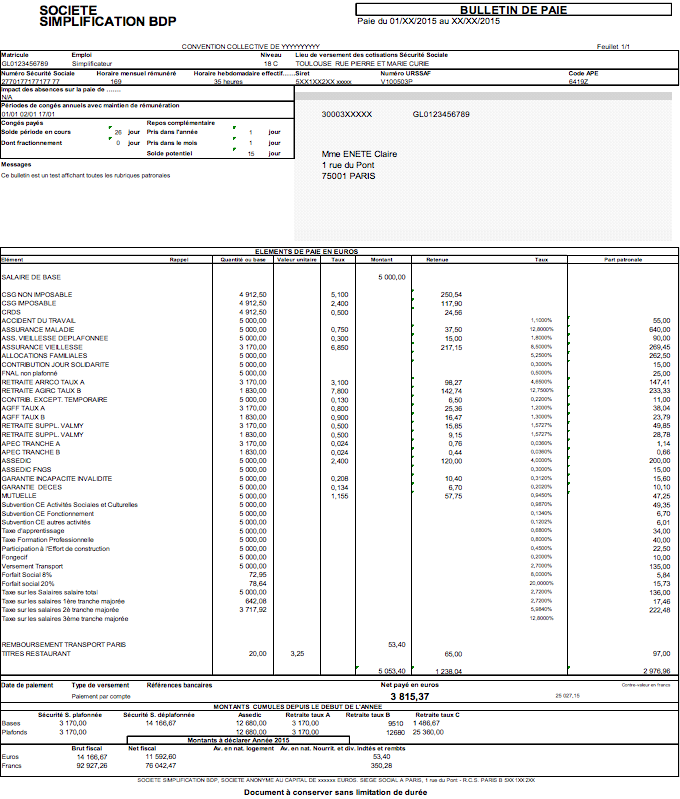 SOCIETE
SIMPLIFICATION BDP
BULLETIN DE PAIE
Paie du 01/XX/2015 au XX/XX/2015
CONVENTION COLLECTIVE DE YYYYYYYYYY Feuillet 1/1
Matricule Emploi Niveau Lieu de versement des cotisations Sécurité Sociale
GL0123456789 Simplificateur 18 C TOULOUSE RUE PIERRE ET MARIE CURIE
Numéro Sécurité Sociale Horaire mensuel rémunéré Horaire hebdomadaire effectif...... Siret Numéro URSSAF Code APE
2770177177177 77 169 35 heures 5XX1XX2XX xxxxx V100503P 6419Z
Impact des absences sur la paie de .......
N/A
Périodes de congés annuels avec maintien de rémunération
01/01 02/01 17/01
30003XXXXX GL0123456789
Congés payés Repos complémentaire
Solde période en cours 26 jour Pris dans l'année 1 jour
Dont fractionnement 0 jour Pris dans le mois 1 jour
Solde potentiel 15 jour
Mme ENETE Claire
1 rue du Pont
75001 PARIS
Messages
Ce bulletin est un test affichant toutes les rubriques patronales
ELEMENTS DE PAIE EN EUROS
Elément Rappel Quantité ou base Valeur unitaire Taux Montant Retenue Taux Part patronale
SALAIRE DE BASE 5 000,00
CSG NON IMPOSABLE 4 912,50 5,100 250,54
CSG IMPOSABLE 4 912,50 2,400 117,90
CRDS 4 912,50 0,500 24,56
ACCIDENT DU TRAVAIL 5 000,00 1,1000% 55,00
ASSURANCE MALADIE 5 000,00 0,750 37,50 12.8000% 640,00
ASS. VIEILLESSE DEPLAFONNEE 5 000,00 0,300 15,00 1,8000% 90,00
ASSURANCE VIEILLESSE 3 170,00 6,850 217,15 8,5000% 269,45
ALLOCATIONS FAMILIALES 5 000,00 5,2500% 262,50
CONTRIBUTION JOUR SOLIDARITE 5 000,00 0,3000% 15,00
FNAL non plafonné 5 000,00 0,5000% 25,00
RETRAITE ARRCO TAUX A 3 170,00 3,100 98,27 4,6500% 147,41
RETRAITE AGIRC TAUX B 1 830,00 7,800 142,74 12,7500% 233,33
CONTRIB. EXCEPT. TEMPORAIRE 5 000,00 0,130 6,50 0,2200% 11,00
AGFF TAUX A 3 170,00 0,800 25,36 1,2000% 38,04
AGFF TAUX B 1 830,00 0,900 16,47 1,3000% 23,79
RETRAITE SUPPL. VALMY 3 170,00 0,500 15,85 1,5727% 49,85
RETRAITE SUPPL. VALMY 1 830,00 0,500 9,15 1,5727% 28,78
APEC TRANCHE A 3 170,00 0,024 0,76 0,0360% 1,14
APEC TRANCHE B 1 830,00 0,024 0,44 0,0360% 0,66
ASSEDIC 5 000,00 2,400 120,00 4,0000% 200,00
ASSEDIC FNGS 5 000,00 0,3000% 15,00
GARANTIE INCAPACITE INVALIDITE 5 000,00 0,208 10,40 0,3120% 15,60
GARANTIE DECES 5 000,00 0,134 6,70 0,2020% 10,10
MUTUELLE 5 000,00 1,155 57,75 0,9450% 47,25
Subvention CE Activités Sociales et Culturelles 5 000,00 0,9870% 49,35
Subvention CE Fonctionnement 5 000,00 0,1340% 6,70
Subvention CE autres activités 5 000,00 0,1202% 6,01
Taxe d'apprentissage 5 000,00 0,6800% 34,00
Taxe Formation Professionnelle 5 000,00 0,8000% 40,00
Participation à l'Effort de construction 5 000,00 0,4500% 22,50
Fongecif 5 000,00 0,2000% 10,00
Versement Transport 5 000,00 2,7000% 135,00
Forfait Social 8% 72,95 8,0000% 5,84
Forfait social 20% 78,64 20.0000% 15,73
Taxe sur les Salaires salaire total 5 000,00 2,7200% 136,00
Taxe sur les salaires 1ère tranche majorée 642,08 2,7200% 17,46
Taxe sur les salaires 2è tranche majorée 3 717,92 5,9840% 222,48
Taxe sur les salaires 3ème tranche majorée 12,8000%
REMBOURSEMENT TRANSPORT PARIS 53,40
TITRES RESTAURANT 20,00 3,25 65,00 97,00
5 053,40 1 238,04 2 976,96
Date de paiement Type de versement Références bancaires Net payé en euros Contre-valeur en francs
Paiement par compte 3 815,37 25 027,15
MONTANTS CUMULES DEPUIS LE DEBUT DE L'ANNEE
Sécurité S. plafonnée Sécurité S. déplafonnée Assedic Retraite taux A Retraite taux B Retraite taux C
Bases 3 170,00 14 166,67 12 680,00 3 170,00 9510 1 486,67
Plafonds 3 170,00 12 680,00 3 170,00 12680 25 360,00
Montants à déclarer Année 2015
Brut fiscal Net fiscal Av. en nat. logement Av. en nat. Nourrit. et div. Indtés et rembts
Euros 14 166,67 11 592,60 53,40
Francs 92 927,26 76 042,47 350,28
SOCIETE SIMPLIFICATION BDP, SOCIETE ANONYME AU CAPITAL DE xxxxxx EUROS. SIEGE SOCIAL A PARIS, 1 rue du Pont - R.C.S. PARIS B 5XX 1XX 2XX
Document à conserver sans limitation de durée